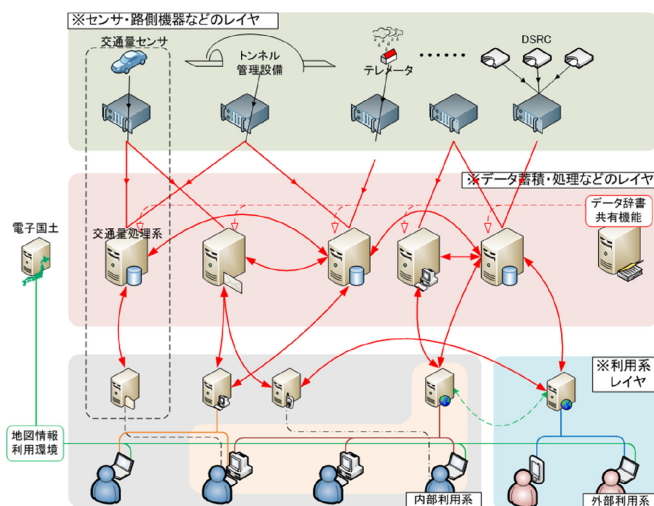 ※センサ・路側機器などのレイヤ
交通量センサ
トンネル
管理設備
テレメータ
DSRC
※データ蓄積・処理などのレイヤ
データ辞書
共有機能
電子国土
交通量処理系
※利用系
レイヤ
地図情報
利用環境
内部利用系
外部利用系